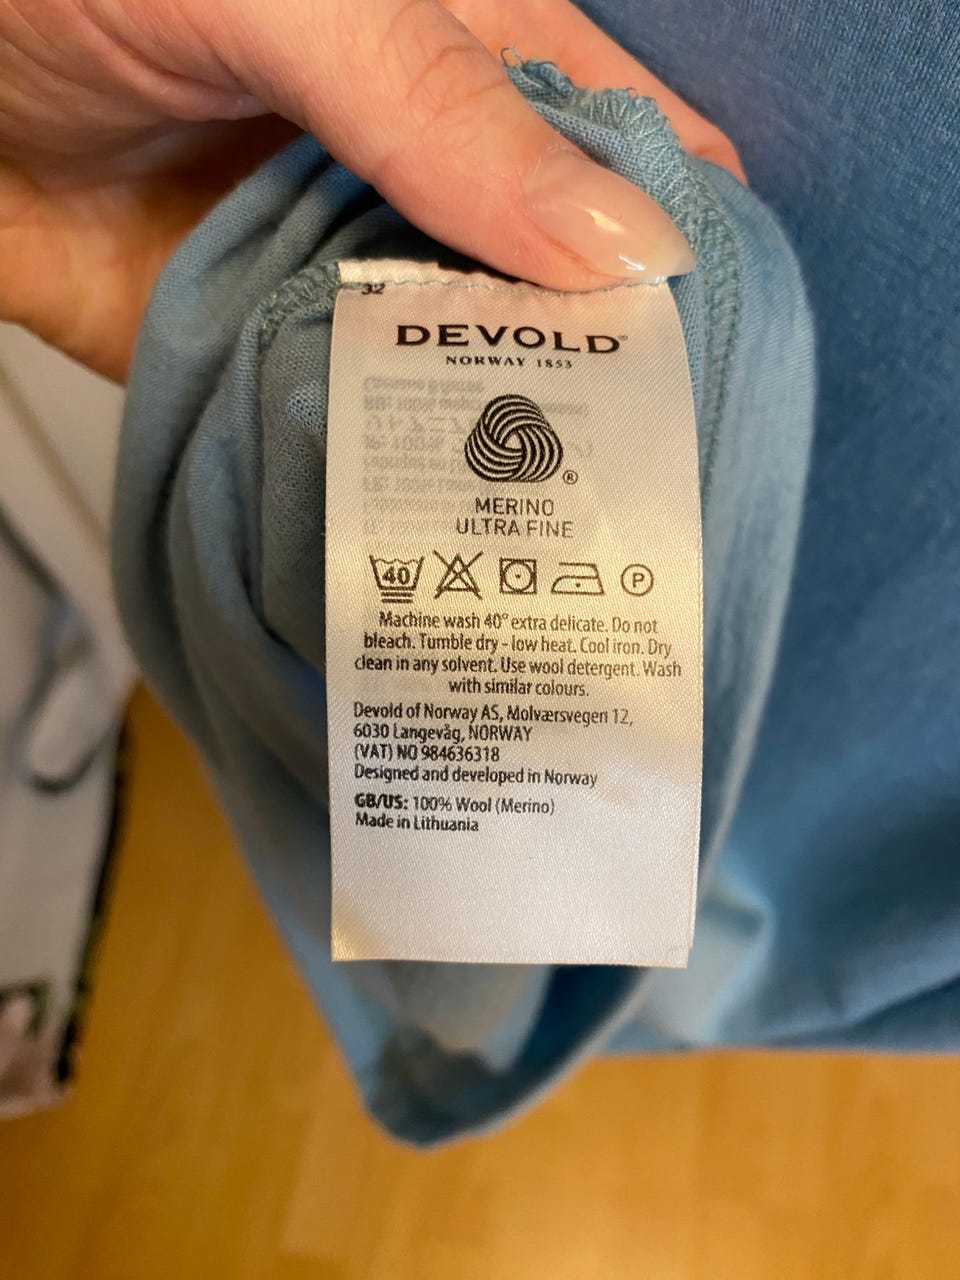 32
DEVOLD®
NORWAY 1853
®
MERINO
ULTRA FINE
40 P
Machine wash 40° extra delicate. Do not
bleach. Tumble dry - low heat. Cool iron. Dry
clean in any solvent. Use wool detergent. Wash
with similar colours.
Devold of Norway AS, Molværsvegen 12,
6030 Langevåg, NORWAY
(VAT) NO 984636318
Designed and developed in Norway
GB/US: 100% Wool (Merino)
Made in Lithuania